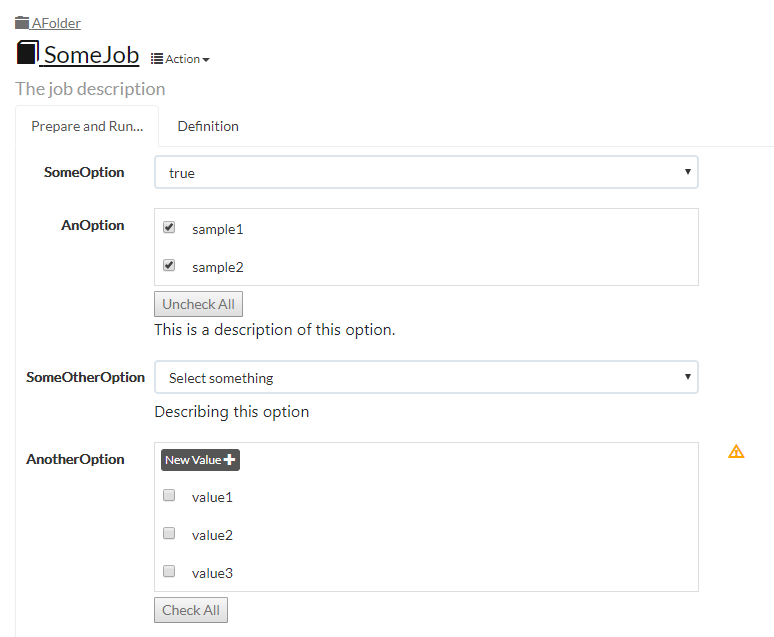 AFolder
SomeJob Action
The job description
Prepare and Run... Definition
SomeOption true
AnOption
sample1
sample2
Uncheck All
This is a description of this option.
SomeOtherOption Select something
Describing this option
AnotherOption New Value
value1
value2
value3
Check All